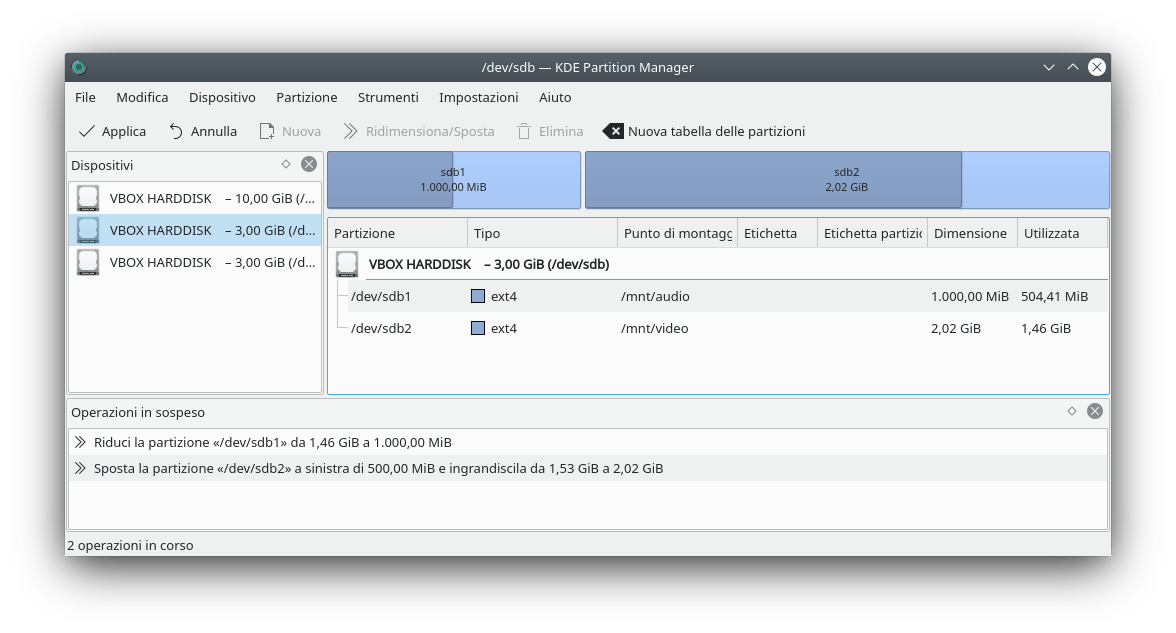 /dev/sdb — KDE Partition Manager
File Modifica Dispositivo Partizione Strumenti Impostazioni Aiuto
Applica Annulla Nuova Ridimensiona/Sposta Elimina Nuova tabella delle partizioni
Dispositivi
VBOX HARDDISK – 10,00 GiB (/...
VBOX HARDDISK – 3,00 GiB (/d...
VBOX HARDDISK – 3,00 GiB (/d...
sdb1
1.000,00 MiB
sdb2
2,02 GiB
Partizione Tipo Punto di montagg Etichetta Etichetta partizio Dimensione Utilizzata
VBOX HARDDISK – 3,00 GiB (/dev/sdb)
/dev/sdb1 ext4 /mnt/audio 1.000,00 MiB 504,41 MiB
/dev/sdb2 ext4 /mnt/video 2,02 GiB 1,46 GiB
Operazioni in sospeso
Riduci la partizione «/dev/sdb1» da 1,46 GiB a 1.000,00 MiB
Sposta la partizione «/dev/sdb2» a sinistra di 500,00 MiB e ingrandiscila da 1,53 GiB a 2,02 GiB
2 operazioni in corso